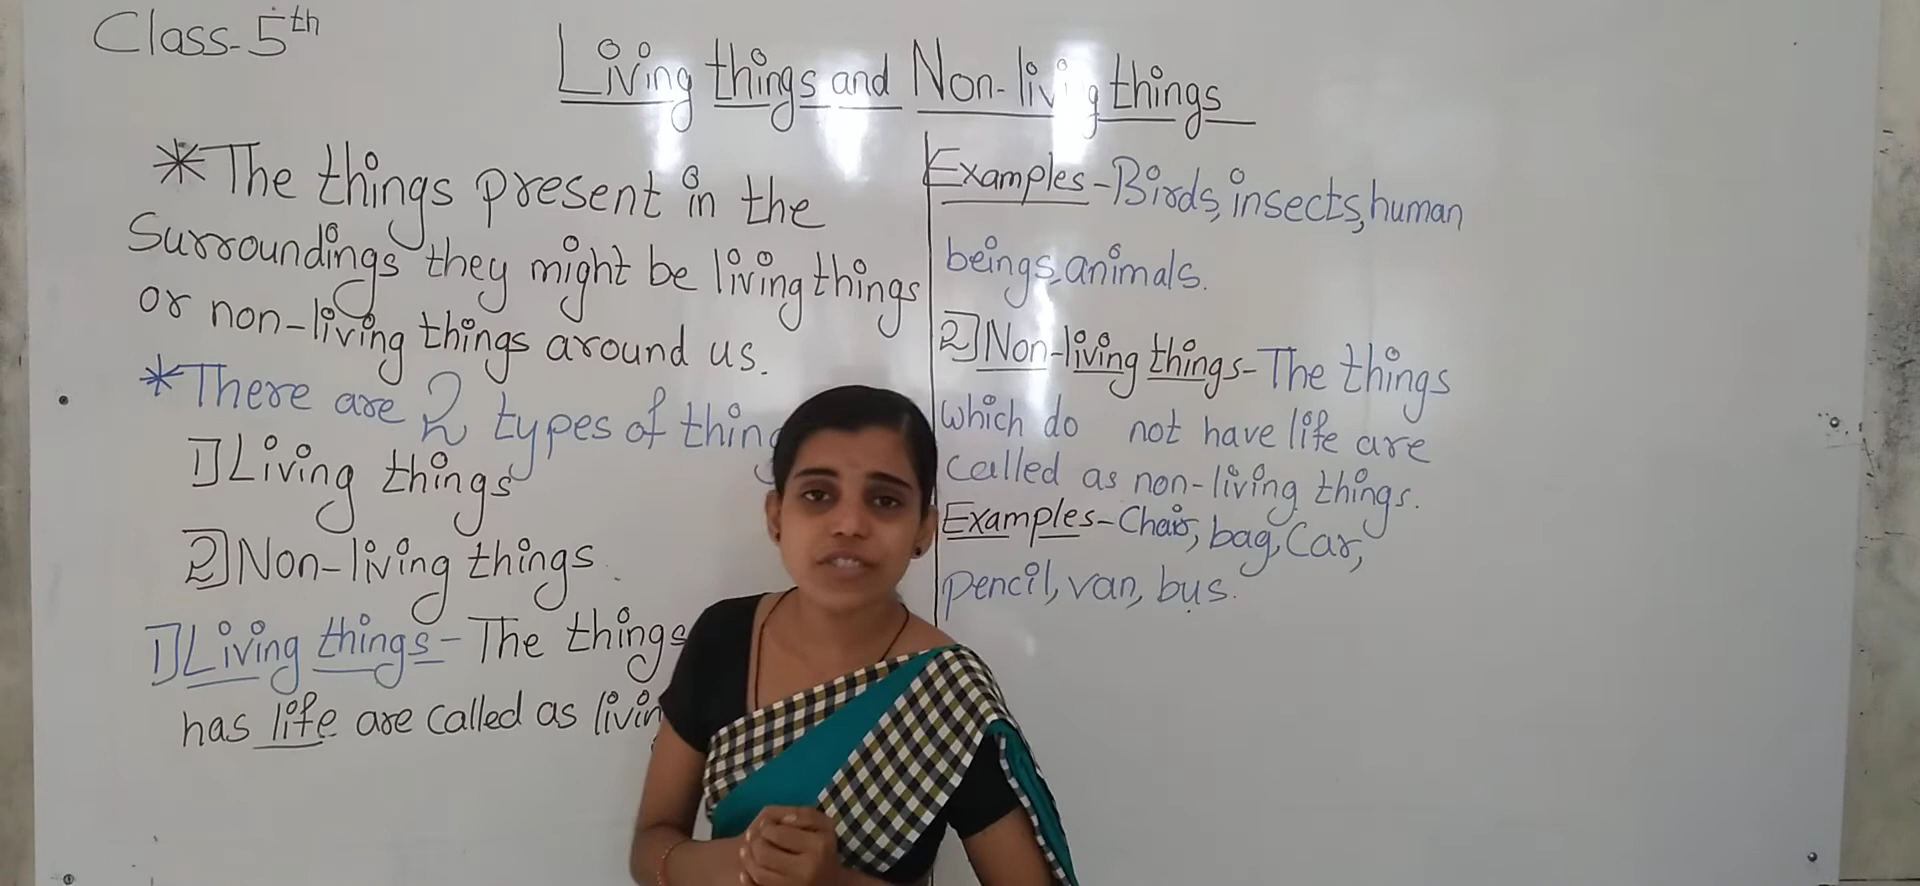 Class-5th
Living things and Non-living things
*The things present in the
Surroundings they might be living things
or non-living things around us.
*There are 2 types of thing
1]Living things
2]Non-living things.
1]Living things-The things
has life are called as livin
Examples-Birds, insects, human
beings, animals.
2]Non-living things-The things
which do not have life are
called as non-living things.
Examples-Chair, bag, Car,
pencil, van, bus.